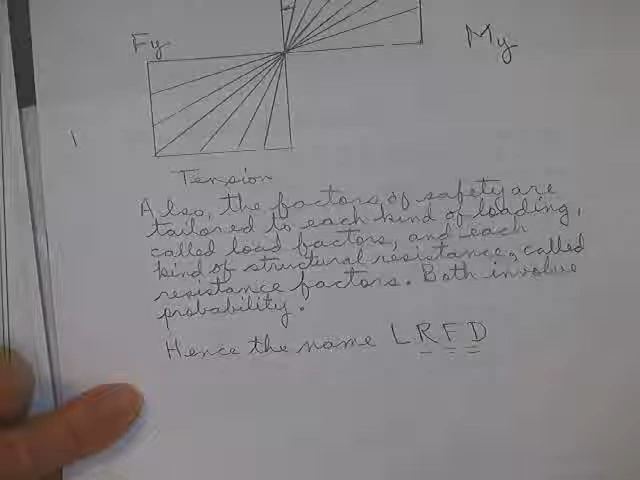 Fy
My
Tension
Also, the factors of safety are
tailored to each kind of loading,
called load factors, and each
kind of structural resistance, called
resistance factors. Both involve
probability.
Hence the name LRFD